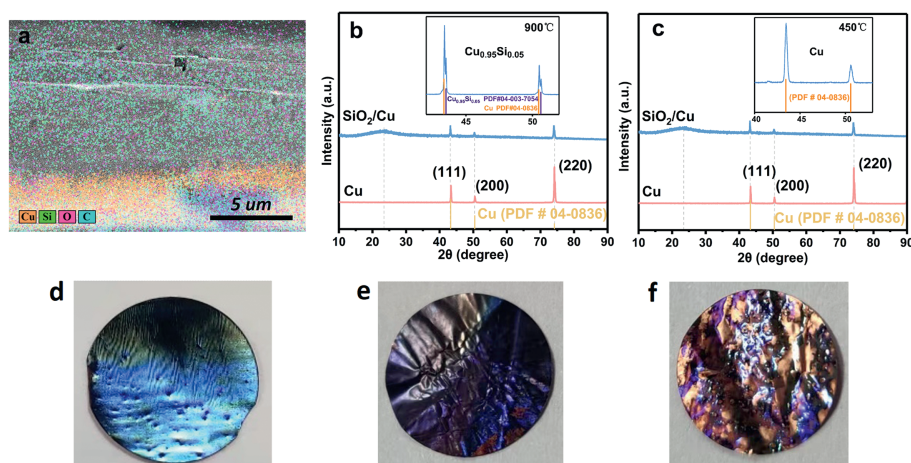 a
Cu Si O C
5 um
b
900℃
Cu0.95Si0.05
Cu0.95Si0.05 PDF#04-003-7054
Cu PDF#04-0836
45 50
SiO2/Cu
(111)
(200)
(220)
Cu
Cu (PDF # 04-0836)
10 20 30 40 50 60 70 80 90
2θ (degree)
Intensity (a.u.)
c
450℃
Cu
(PDF # 04-0836)
40 45 50
SiO2/Cu
(111)
(200)
(220)
Cu
Cu (PDF # 04-0836)
10 20 30 40 50 60 70 80 90
2θ (degree)
Intensity (a.u.)
d
e
f